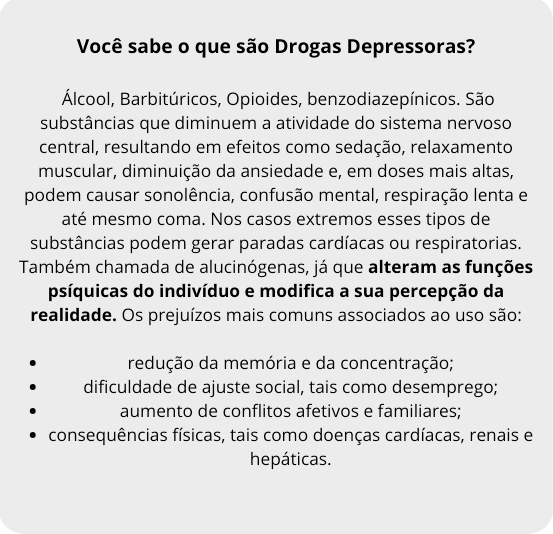 Você sabe o que são Drogas Depressoras?
Álcool, Barbitúricos, Opioides, benzodiazepínicos. São
substâncias que diminuem a atividade do sistema nervoso
central, resultando em efeitos como sedação, relaxamento
muscular, diminuição da ansiedade e, em doses mais altas,
podem causar sonolência, confusão mental, respiração lenta e
até mesmo coma. Nos casos extremos esses tipos de
substâncias podem gerar paradas cardíacas ou respiratorias.
Também chamada de alucinógenas, já que alteram as funções
psíquicas do indivíduo e modifica a sua percepção da
realidade. Os prejuízos mais comuns associados ao uso são:
• redução da memória e da concentração;
• dificuldade de ajuste social, tais como desemprego;
• aumento de conflitos afetivos e familiares;
• consequências físicas, tais como doenças cardíacas, renais e
hepáticas.